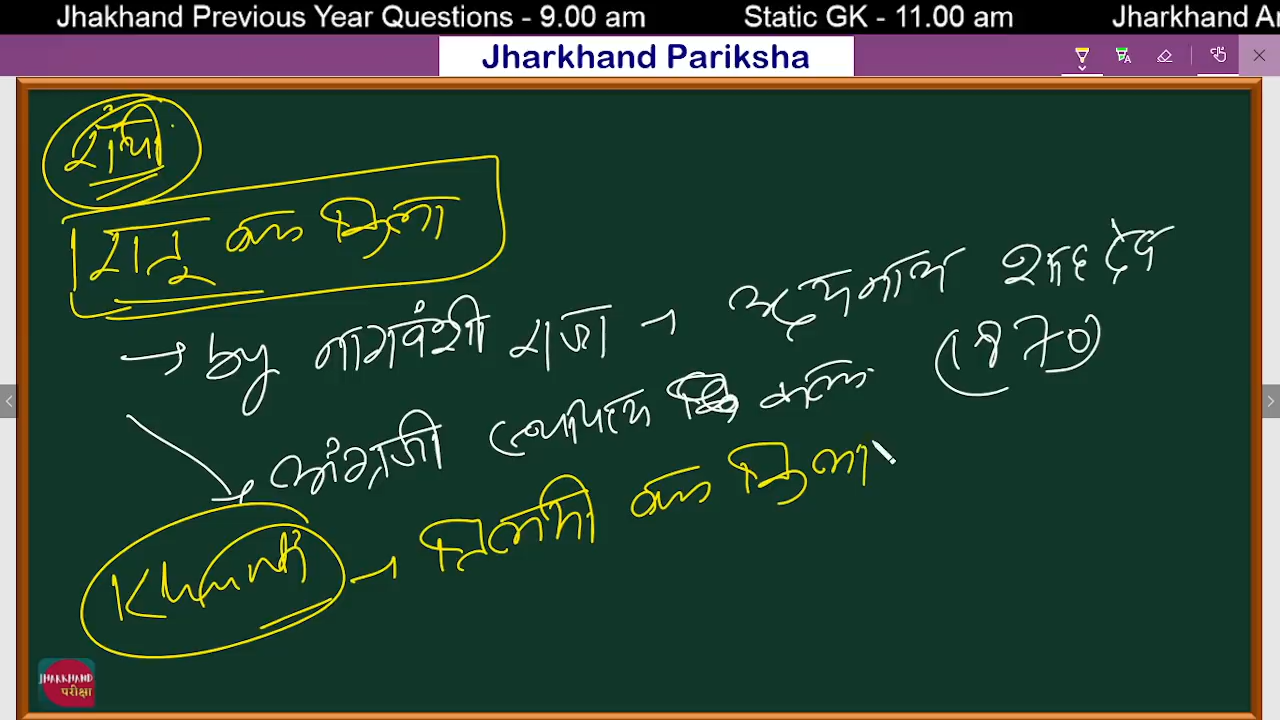 Jhakhand Previous Year Questions - 9.00 am Static GK - 11.00 am Jharkhand Ar
Jharkhand Pariksha
राँची
रातू का किला
→ by नागवंशी राजा → उदयनाथ शाहदेव
(1870)
→ अंग्रेजी स्थापत्य कला
Khunti → तिलमी का किला
JHARKHAND
परीक्षा